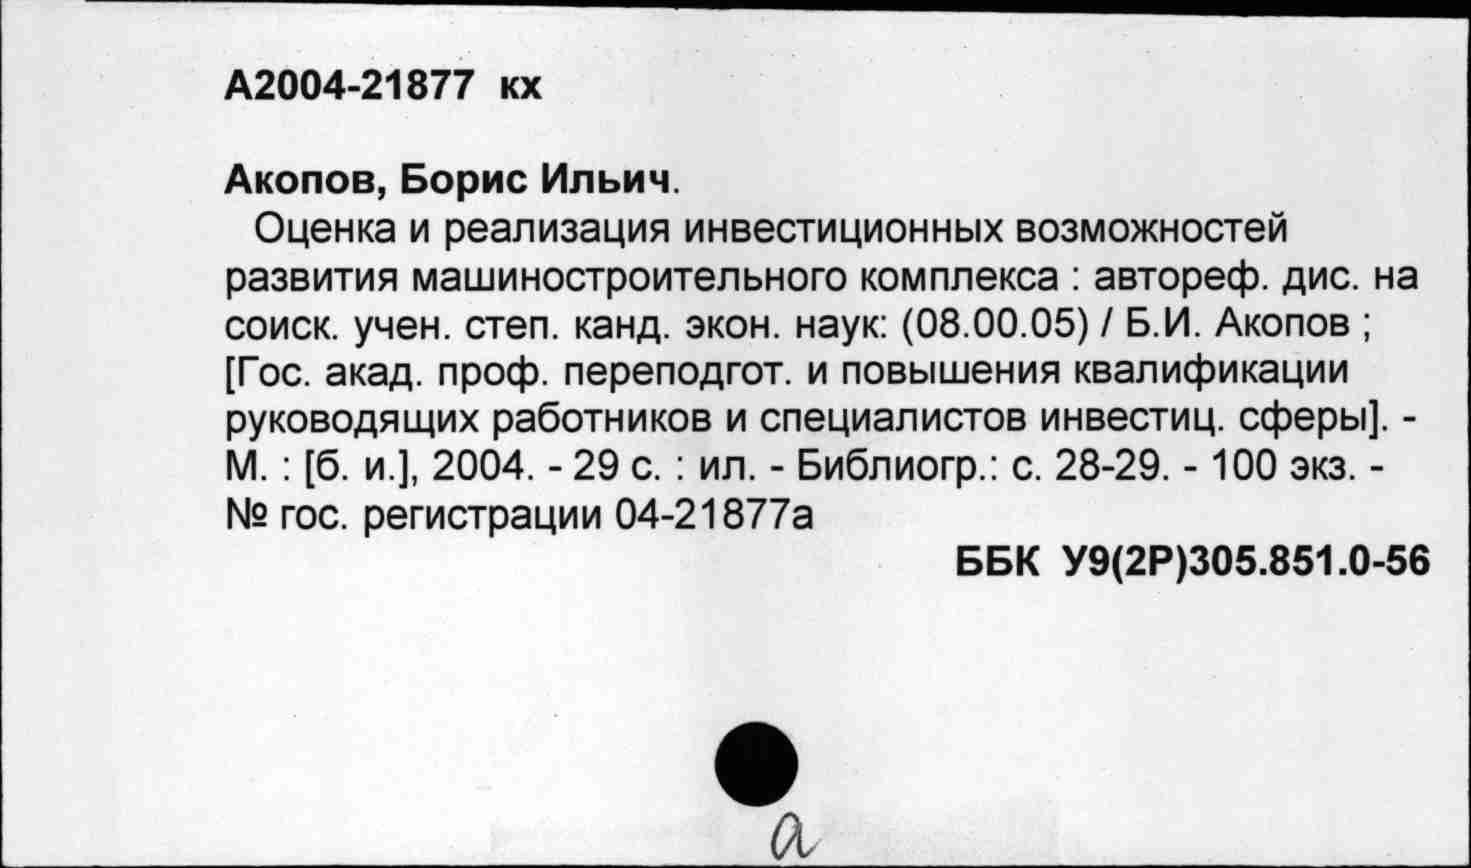 А2004-21877 кх
Акопов, Борис Ильич.
Оценка и реализация инвестиционных возможностей
развития машиностроительного комплекса : автореф. дис. на
соиск. учен. степ. канд. экон. наук: (08.00.05) / Б.И. Акопов ;
[Гос. акад. проф. переподгот. и повышения квалификации
руководящих работников и специалистов инвестиц. сферы]. -
М. : [б. и.], 2004. - 29 с. : ил. - Библиогр.: с. 28-29. - 100 экз. -
№ гос. регистрации 04-21877а
ББК У9(2Р)305.851.0-56
а